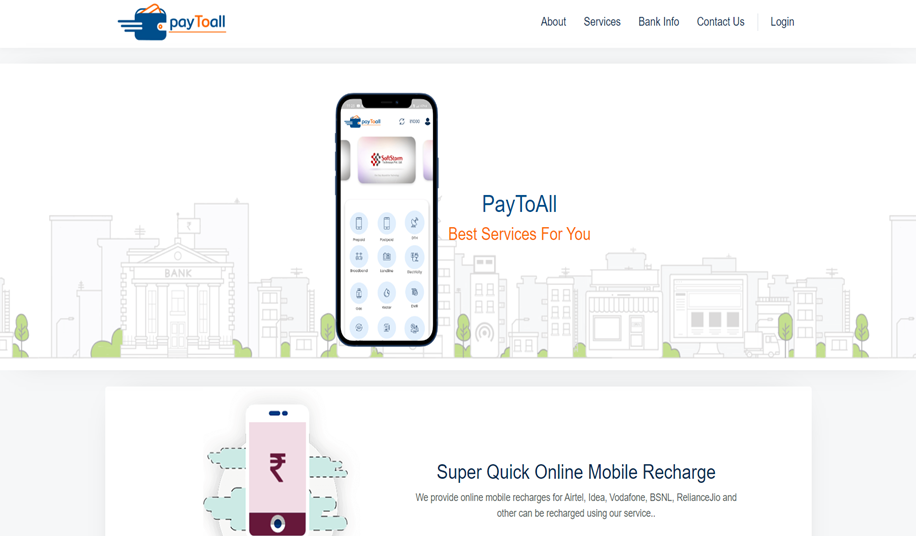 payToall
About Services Bank Info Contact Us Login
payToall
SoftStorm
PayToAll
Best Services For You
Prepaid Postpaid DTH
Broadband Landline Electricity
Gas Water
BANK
₹
₹
Super Quick Online Mobile Recharge
We provide online mobile recharges for Airtel, Idea, Vodafone, BSNL, RelianceJio and
other can be recharged using our service..